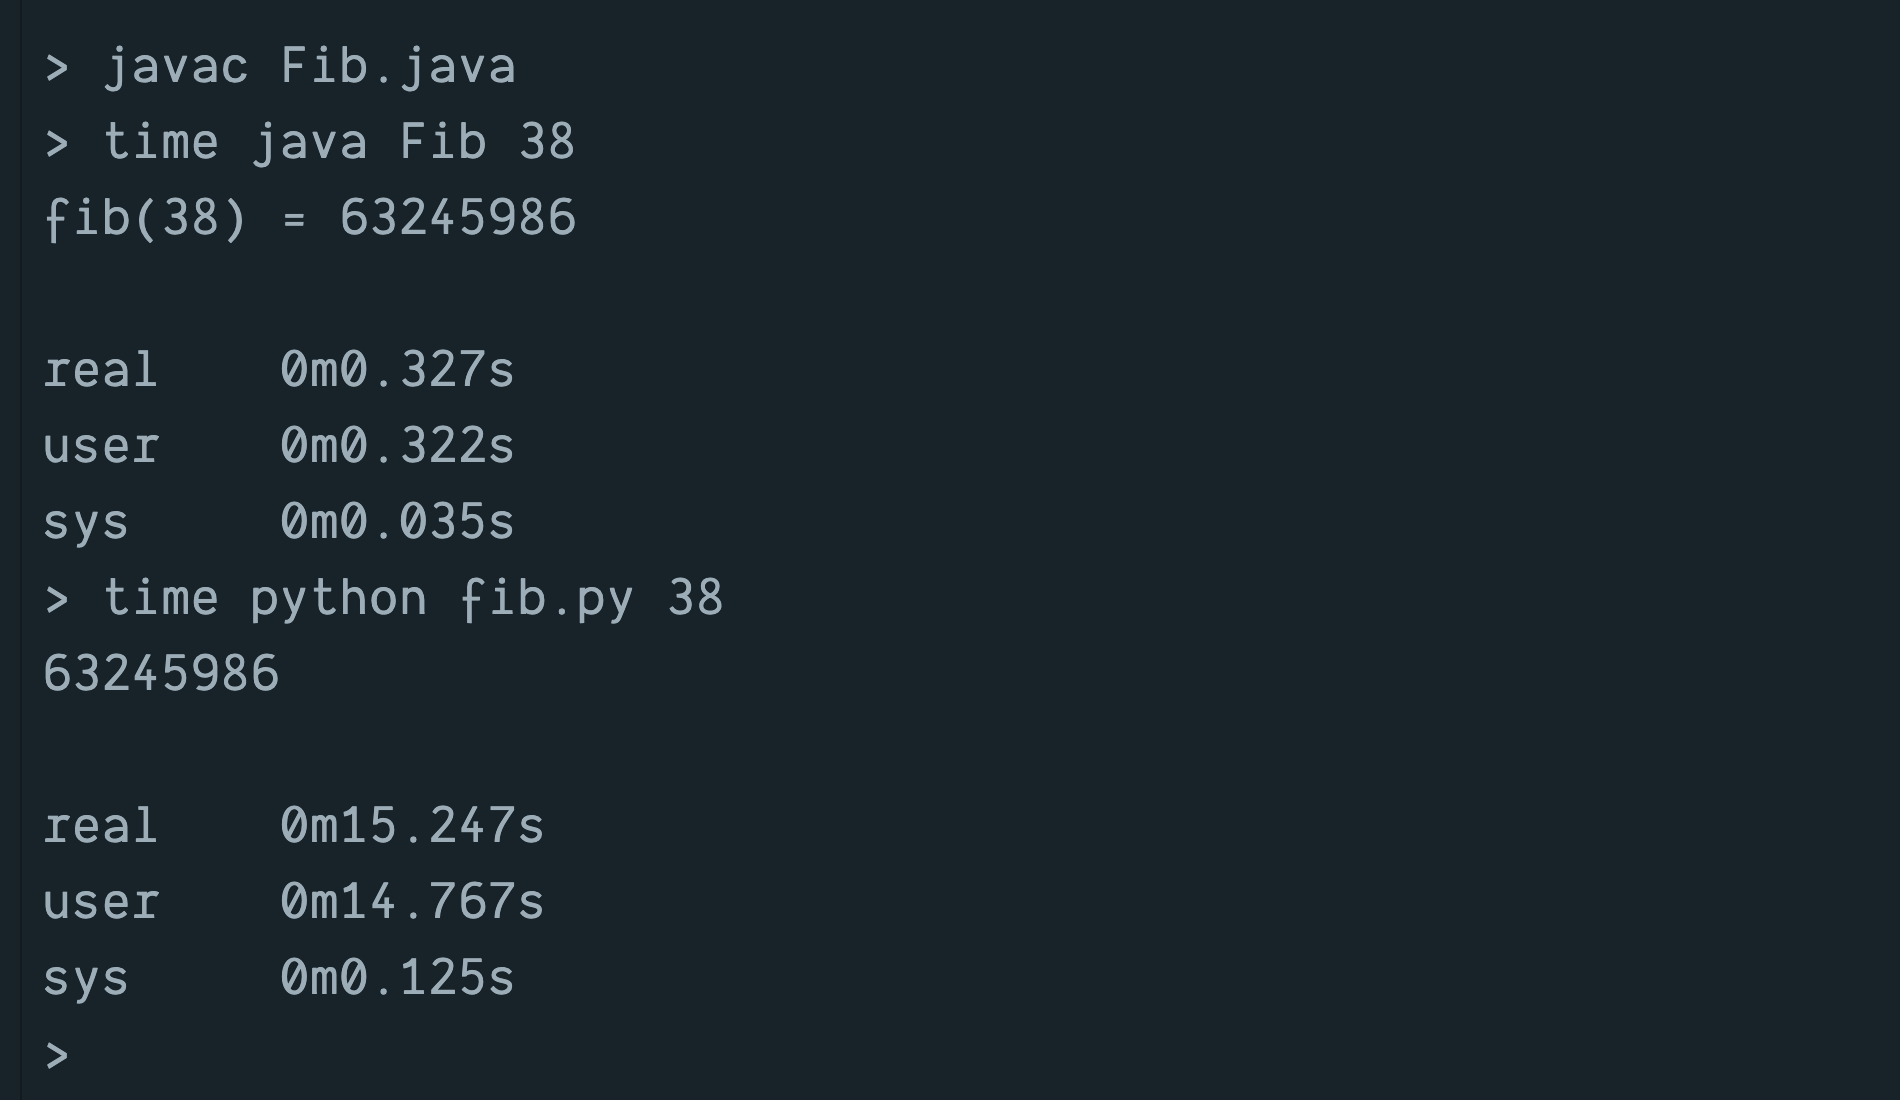 > javac Fib.java
> time java Fib 38
fib(38) = 63245986
real    0m0.327s
user    0m0.322s
sys     0m0.035s
> time python fib.py 38
63245986
real    0m15.247s
user    0m14.767s
sys     0m0.125s
>